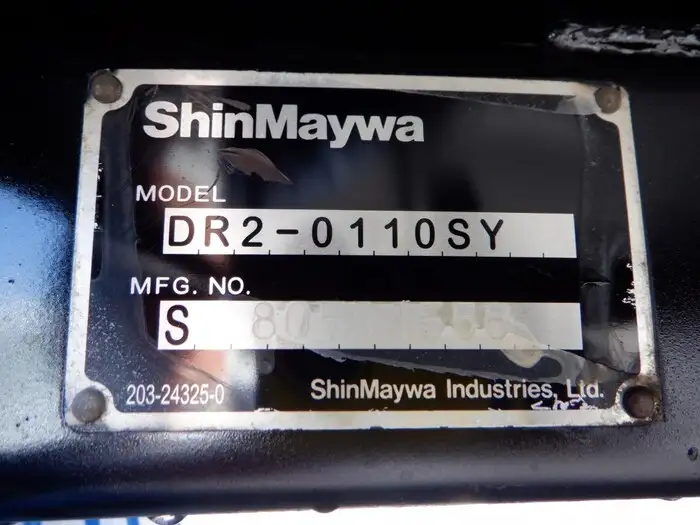 ShinMaywa
MODEL
DR2-0110SY
MFG. NO.
S
203-24325-0
ShinMaywa Industries, Ltd.